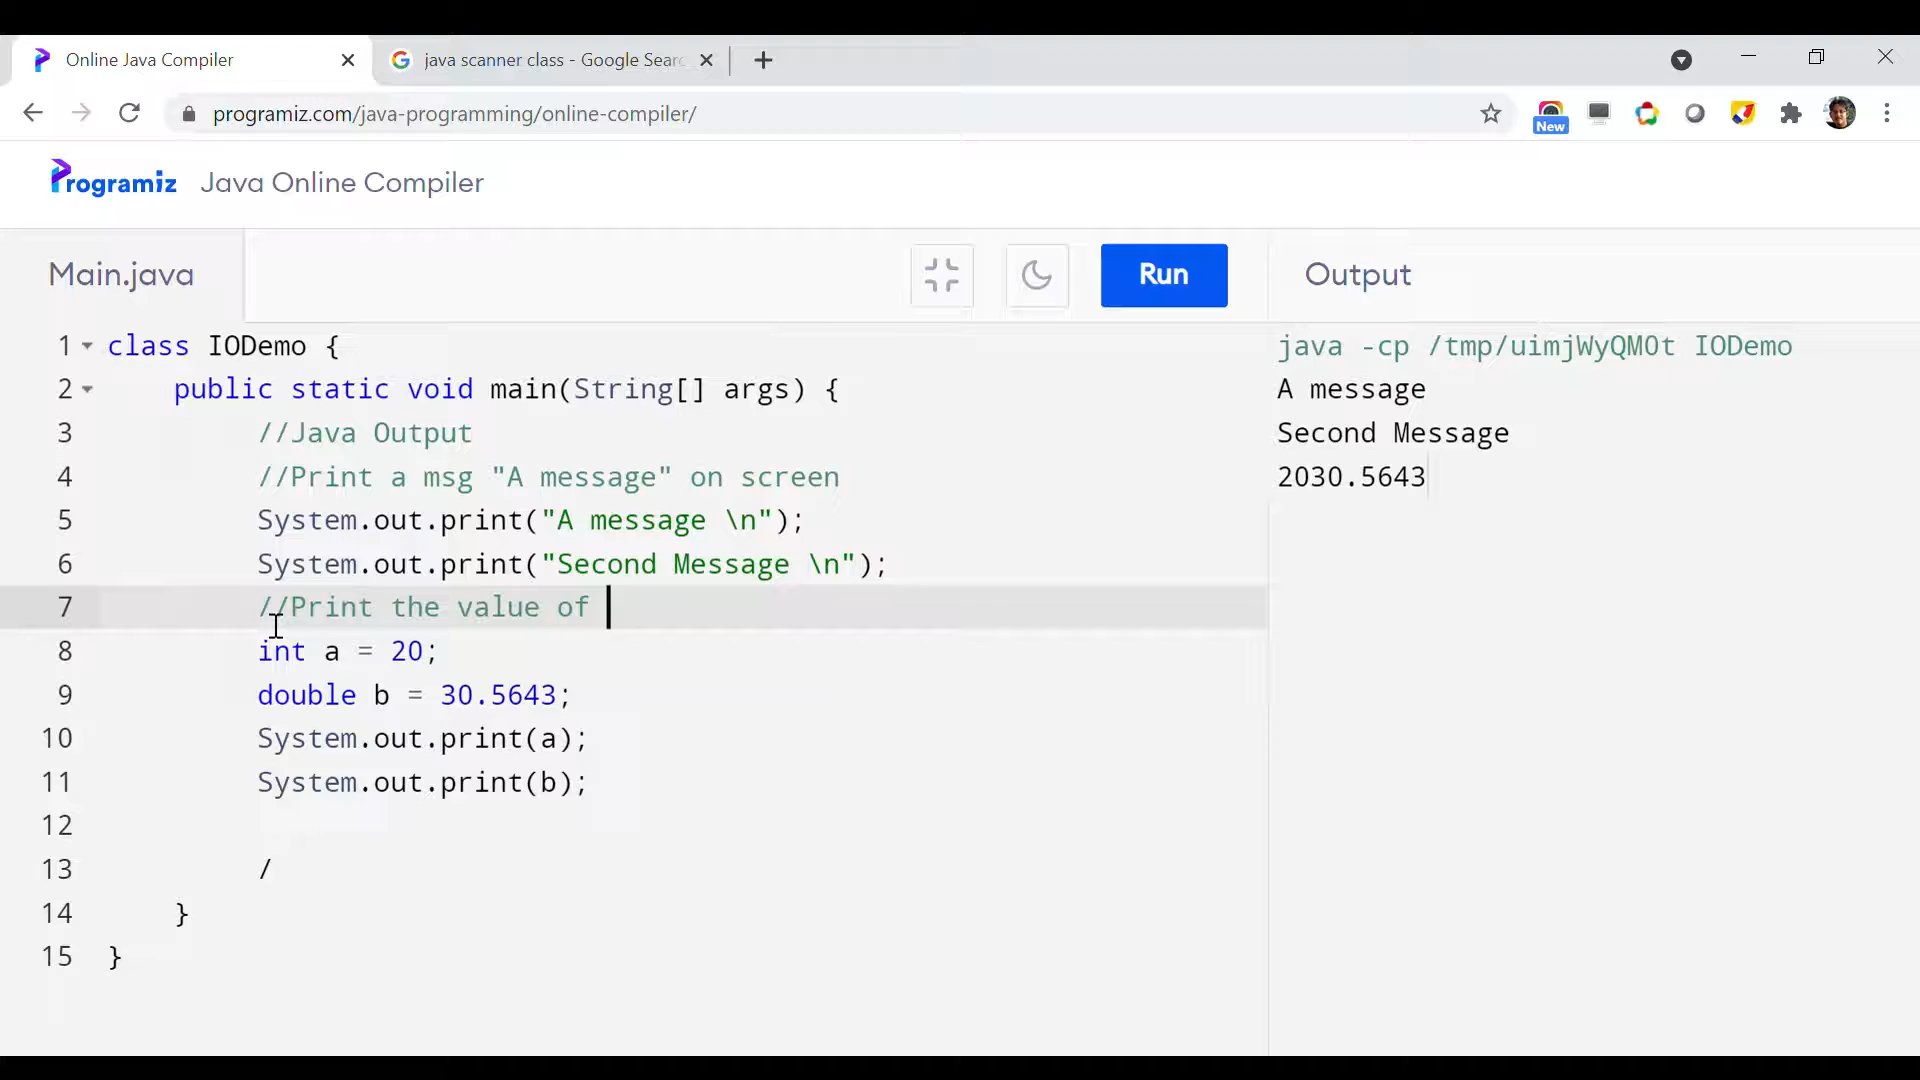 Online Java Compiler
java scanner class - Google Sear
programiz.com/java-programming/online-compiler/
New
Programiz Java Online Compiler
Main.java
Run
Output
1 class IODemo {
2 public static void main(String[] args) {
3 //Java Output
4 //Print a msg "A message" on screen
5 System.out.print("A message \n");
6 System.out.print("Second Message \n");
7 //Print the value of
8 int a = 20;
9 double b = 30.5643;
10 System.out.print(a);
11 System.out.print(b);
12
13 /
14 }
15 }
java -cp /tmp/uimjWyQM0t IODemo
A message
Second Message
2030.5643